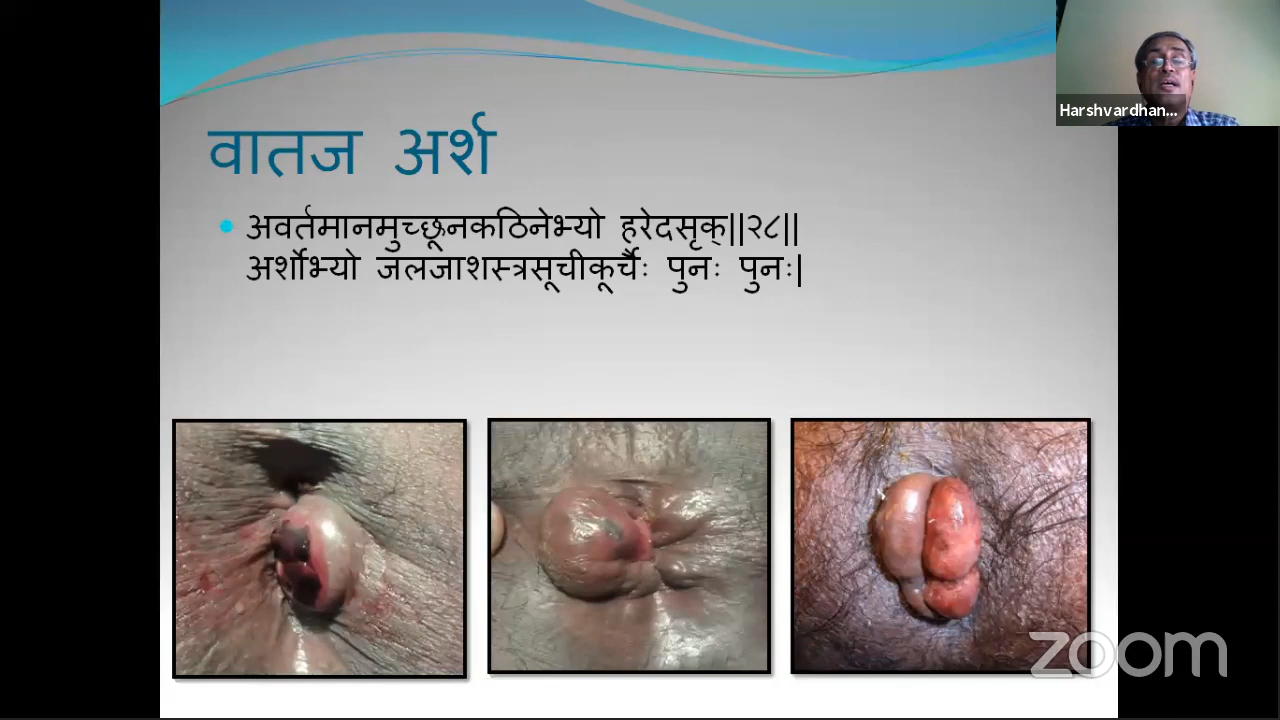 वातज अर्श
अवर्तमानमुच्छूनकठिनेभ्यो हरेदसृक्||२८||
अर्शोभ्यो जलजाशस्त्रसूचीकूर्चैः पुनः पुनः|
Harshvardhan...
zoom